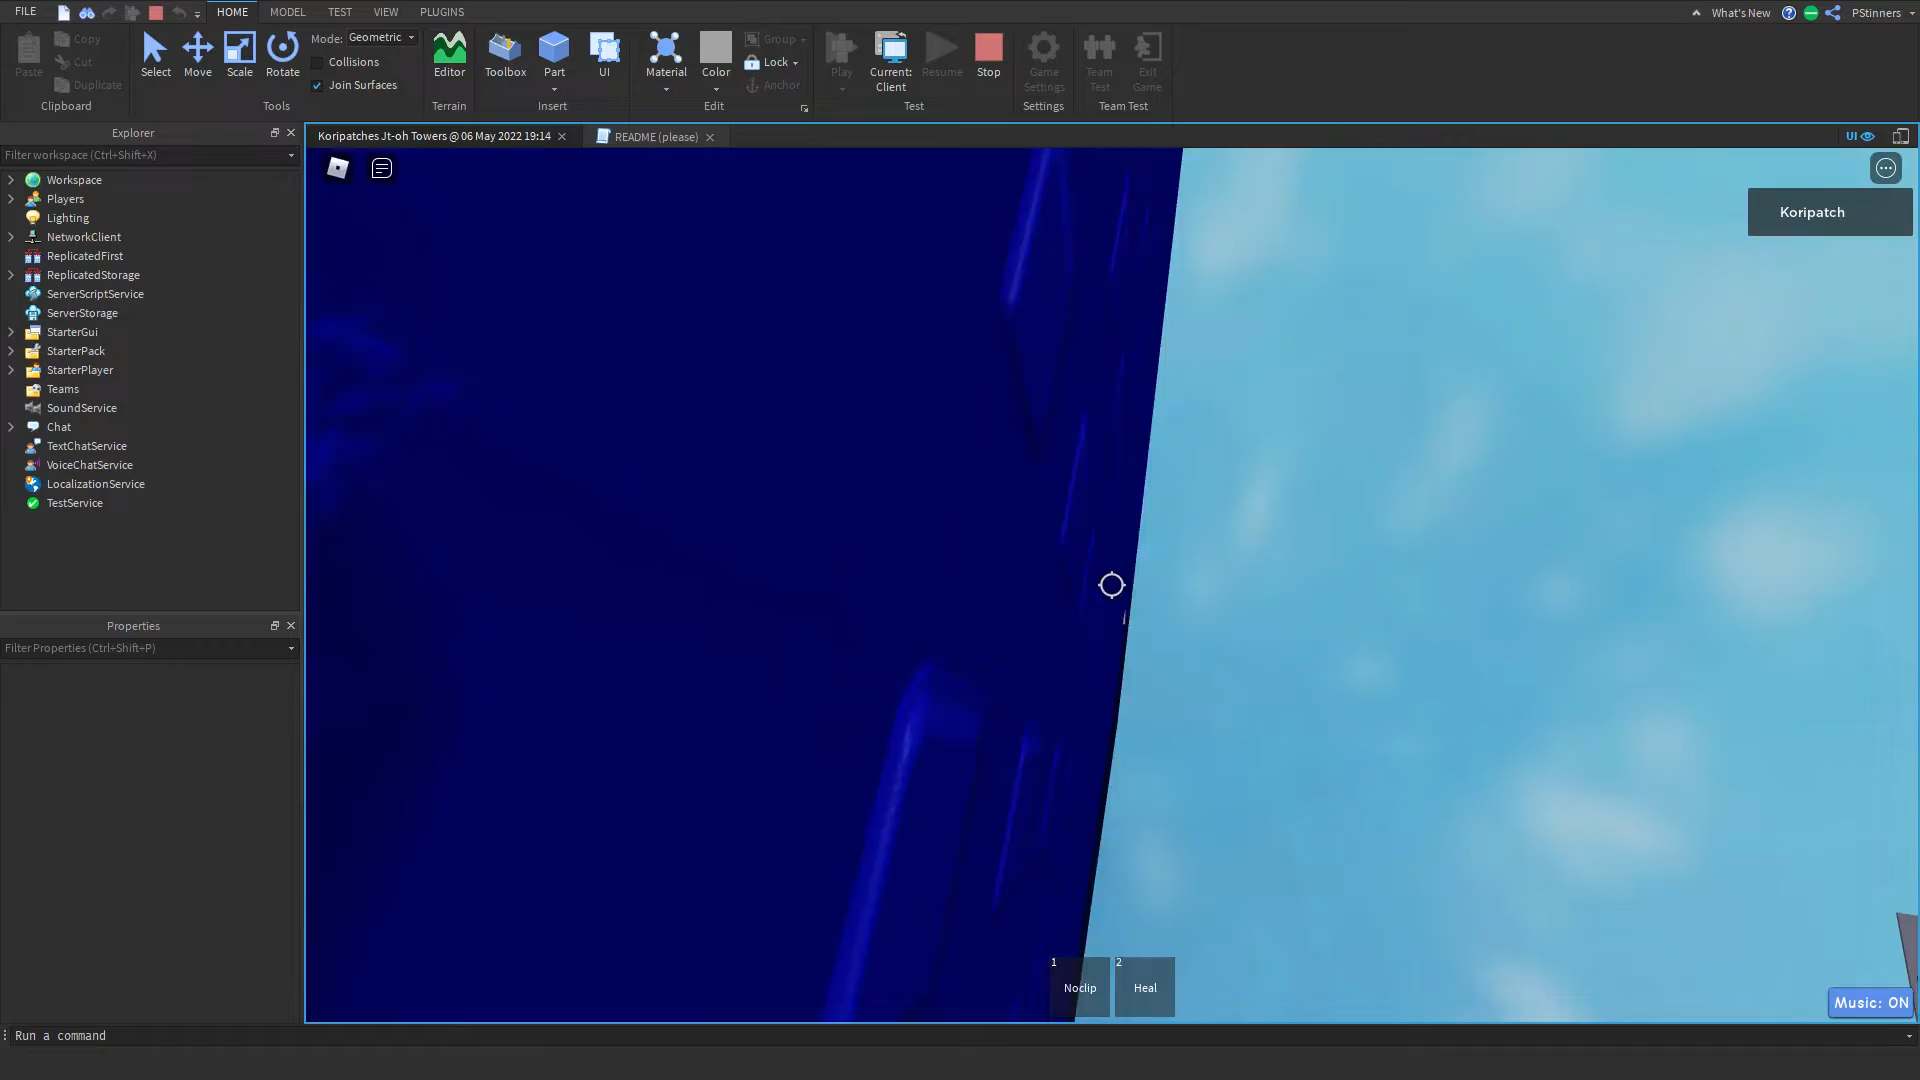 FILE HOME MODEL TEST VIEW PLUGINS What's New PStinners
Paste Copy Cut Duplicate Clipboard
Select Move Scale Rotate Mode: Geometric Collisions Join Surfaces Tools
Editor Terrain
Toolbox Part UI Insert
Material Color Group Lock Anchor Edit
Play Current: Client Resume Stop Test
Game Settings Settings
Team Test Exit Game Team Test
Explorer
Koripatches Jt-oh Towers @ 06 May 2022 19:14 README (please) UI
Filter workspace (Ctrl+Shift+X)
Workspace
Players
Lighting
NetworkClient
ReplicatedFirst
ReplicatedStorage
ServerScriptService
ServerStorage
StarterGui
StarterPack
StarterPlayer
Teams
SoundService
Chat
TextChatService
VoiceChatService
LocalizationService
TestService
Properties
Filter Properties (Ctrl+Shift+P)
Koripatch
1 Noclip
2 Heal
Music: ON
Run a command